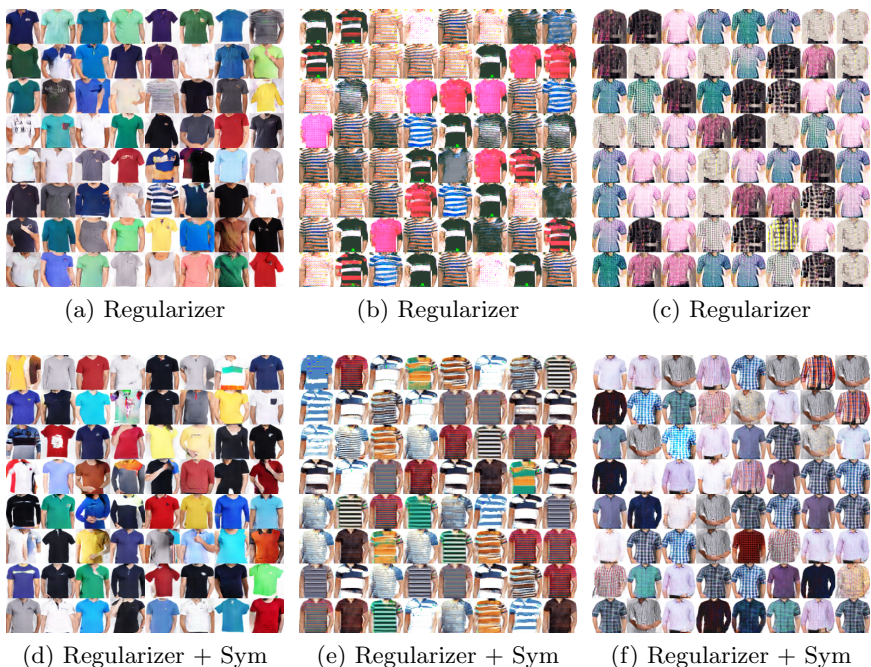 (a) Regularizer
(b) Regularizer
(c) Regularizer
(d) Regularizer + Sym
(e) Regularizer + Sym
(f) Regularizer + Sym